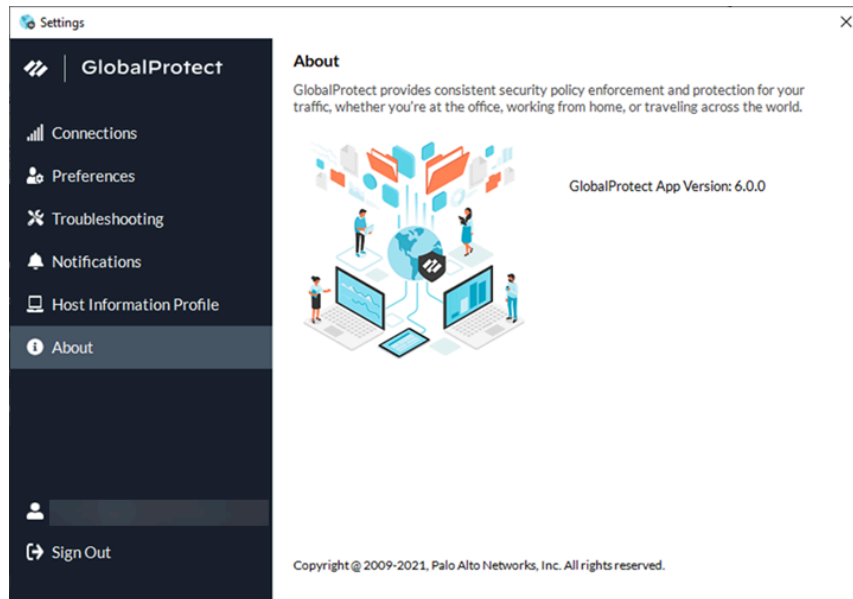 Settings
GlobalProtect
Connections
Preferences
Troubleshooting
Notifications
Host Information Profile
About
Sign Out
About
GlobalProtect provides consistent security policy enforcement and protection for your
traffic, whether you're at the office, working from home, or traveling across the world.
GlobalProtect App Version: 6.0.0
Copyright @ 2009-2021, Palo Alto Networks, Inc. All rights reserved.